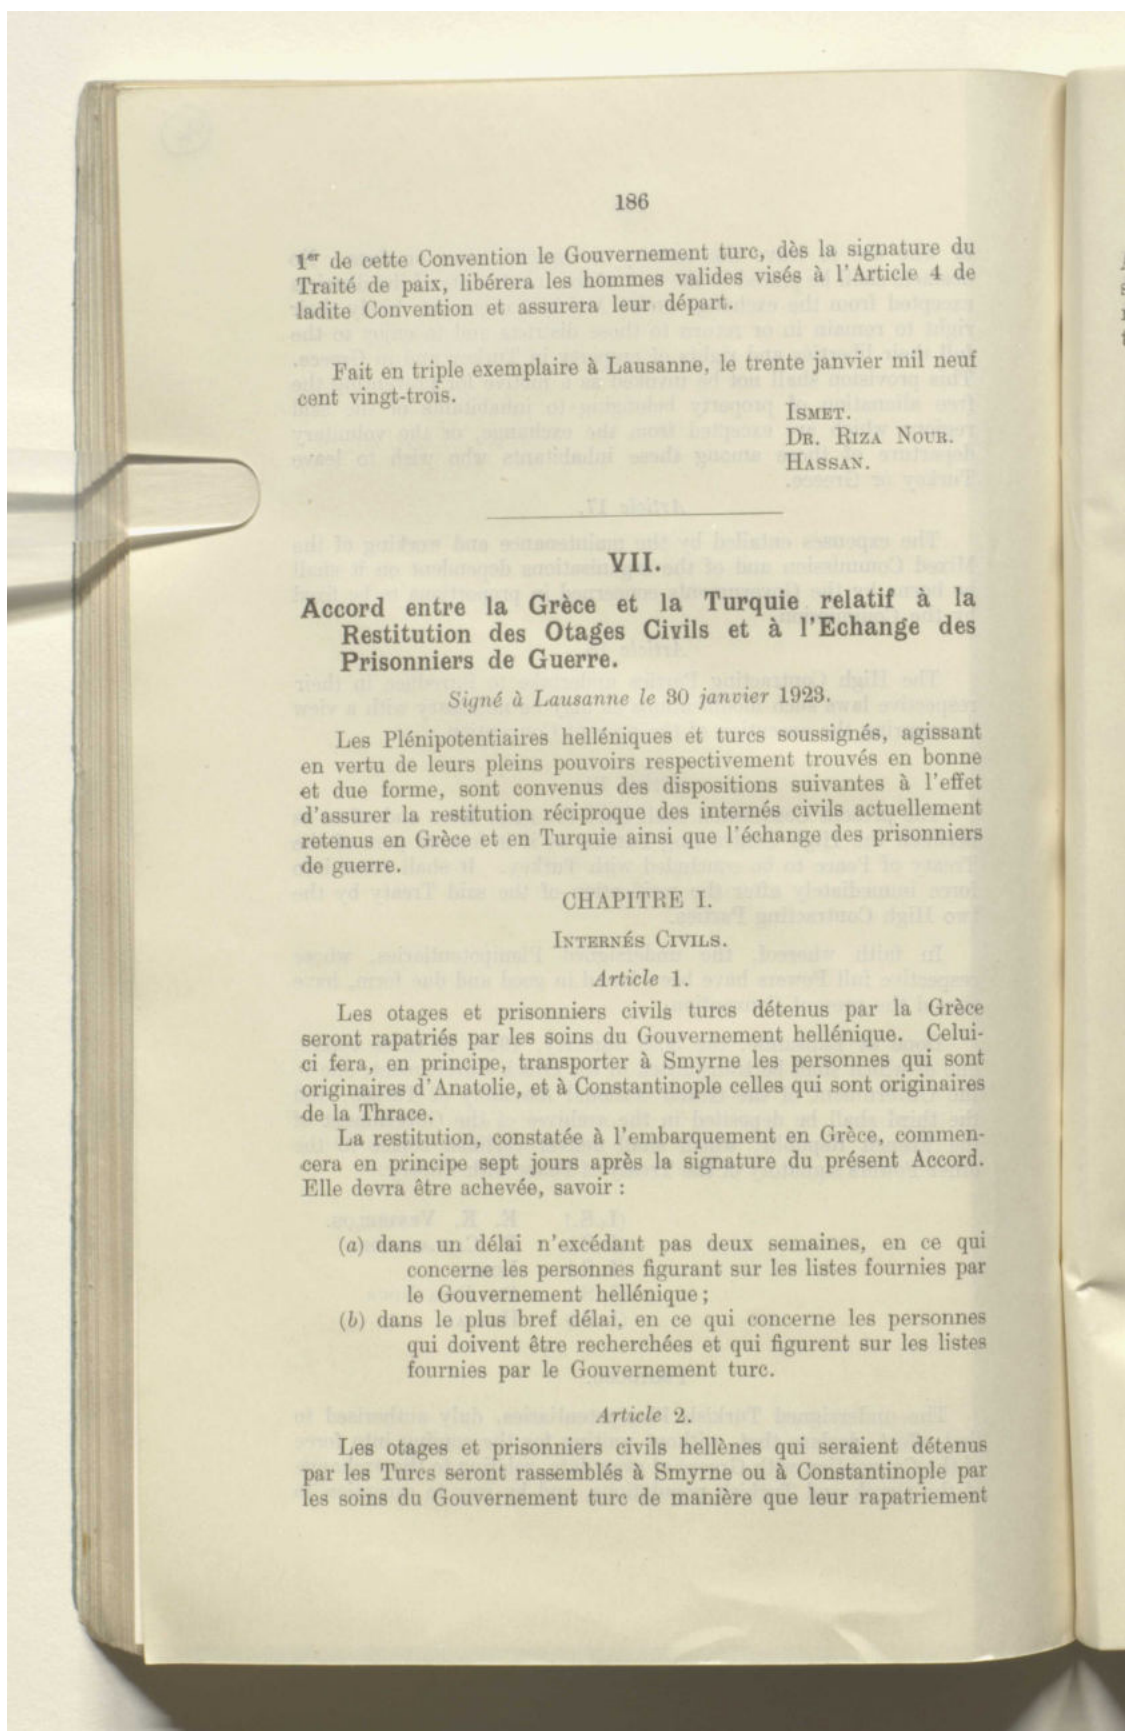 186
1er de cette Convention le Gouvernement turc, dès la signature du
Traité de paix, libérera les hommes valides visés à l'Article 4 de
ladite Convention et assurera leur départ.
Fait en triple exemplaire à Lausanne, le trente janvier mil neuf
cent vingt-trois.
ISMET.
DR. RIZA NOUR.
HASSAN.
VII.
Accord entre la Grèce et la Turquie relatif à la
Restitution des Otages Civils et à l'Echange des
Prisonniers de Guerre.
Signé à Lausanne le 30 janvier 1923.
Les Plénipotentiaires helléniques et turcs soussignés, agissant
en vertu de leurs pleins pouvoirs respectivement trouvés en bonne
et due forme, sont convenus des dispositions suivantes à l'effet
d'assurer la restitution réciproque des internés civils actuellement
retenus en Grèce et en Turquie ainsi que l'échange des prisonniers
de guerre.
CHAPITRE I.
INTERNÉS CIVILS.
Article 1.
Les otages et prisonniers civils turcs détenus par la Grèce
seront rapatriés par les soins du Gouvernement hellénique. Celui-
ci fera, en principe, transporter à Smyrne les personnes qui sont
originaires d'Anatolie, et à Constantinople celles qui sont originaires
de la Thrace.
La restitution, constatée à l'embarquement en Grèce, commen-
cera en principe sept jours après la signature du présent Accord.
Elle devra être achevée, savoir :
(a) dans un délai n'excédant pas deux semaines, en ce qui
concerne les personnes figurant sur les listes fournies par
le Gouvernement hellénique;
(b) dans le plus bref délai, en ce qui concerne les personnes
qui doivent être recherchées et qui figurent sur les listes
fournies par le Gouvernement turc.
Article 2.
Les otages et prisonniers civils hellènes qui seraient détenus
par les Turcs seront rassemblés à Smyrne ou à Constantinople par
les soins du Gouvernement turc de manière que leur rapatriement